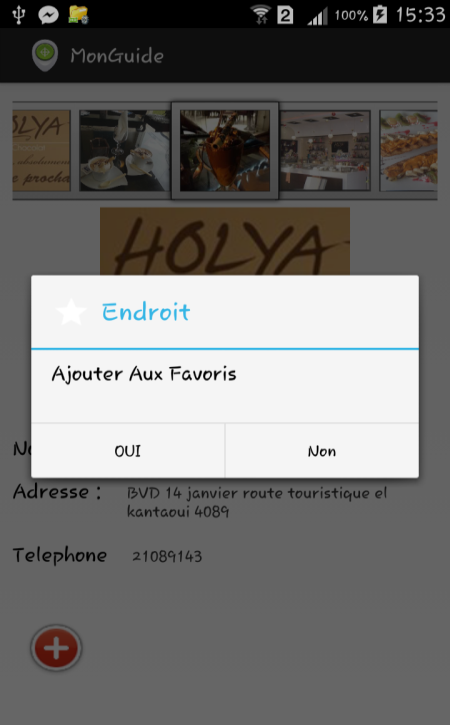 2 100% 15:33
MonGuide
HOLYA
Endroit
Ajouter Aux Favoris
OUI Non
Adresse : BVD 14 janvier route touristique el
kantaoui 4089
Telephone 21089143